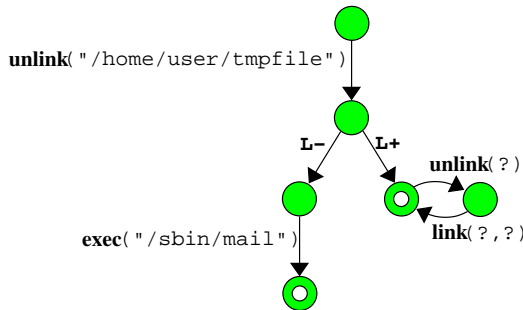 unlink("/home/user/tmpfile")
L- L+
unlink(?)
link(?,?)
exec("/sbin/mail")